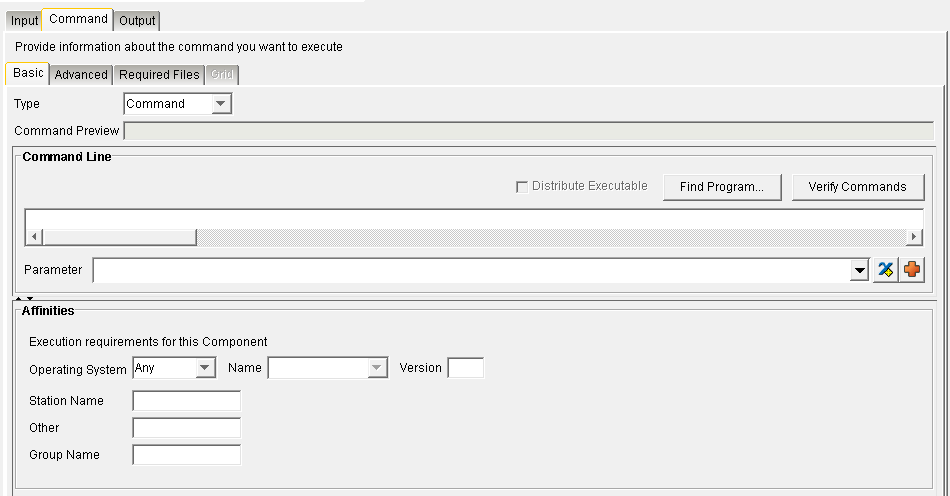 Input Command Output
Provide information about the command you want to execute
Basic Advanced Required Files Grid
Type Command
Command Preview
Command Line
Distribute Executable Find Program... Verify Commands
Parameter
Affinities
Execution requirements for this Component
Operating System Any Name Version
Station Name
Other
Group Name